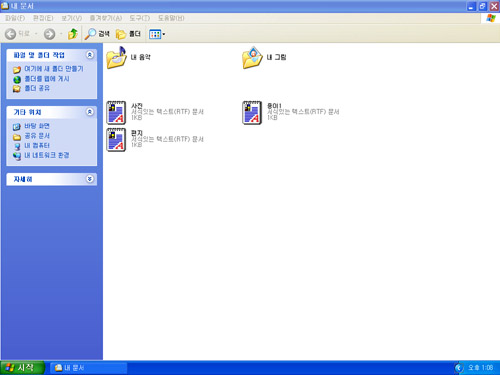 내 문서
파일(F) 편집(E) 보기(V) 즐겨찾기(A) 도구(T) 도움말(H)
뒤로 검색 폴더
파일 및 폴더 작업
여기에 새 폴더 만들기
폴더를 웹에 게시
폴더 공유
기타 위치
바탕 화면
공유 문서
내 컴퓨터
내 네트워크 환경
자세히
내 음악
내 그림
사진
서식있는 텍스트(RTF) 문서
1KB
종이1
서식있는 텍스트(RTF) 문서
1KB
편지
서식있는 텍스트(RTF) 문서
1KB
시작 내 문서 오후 1:08